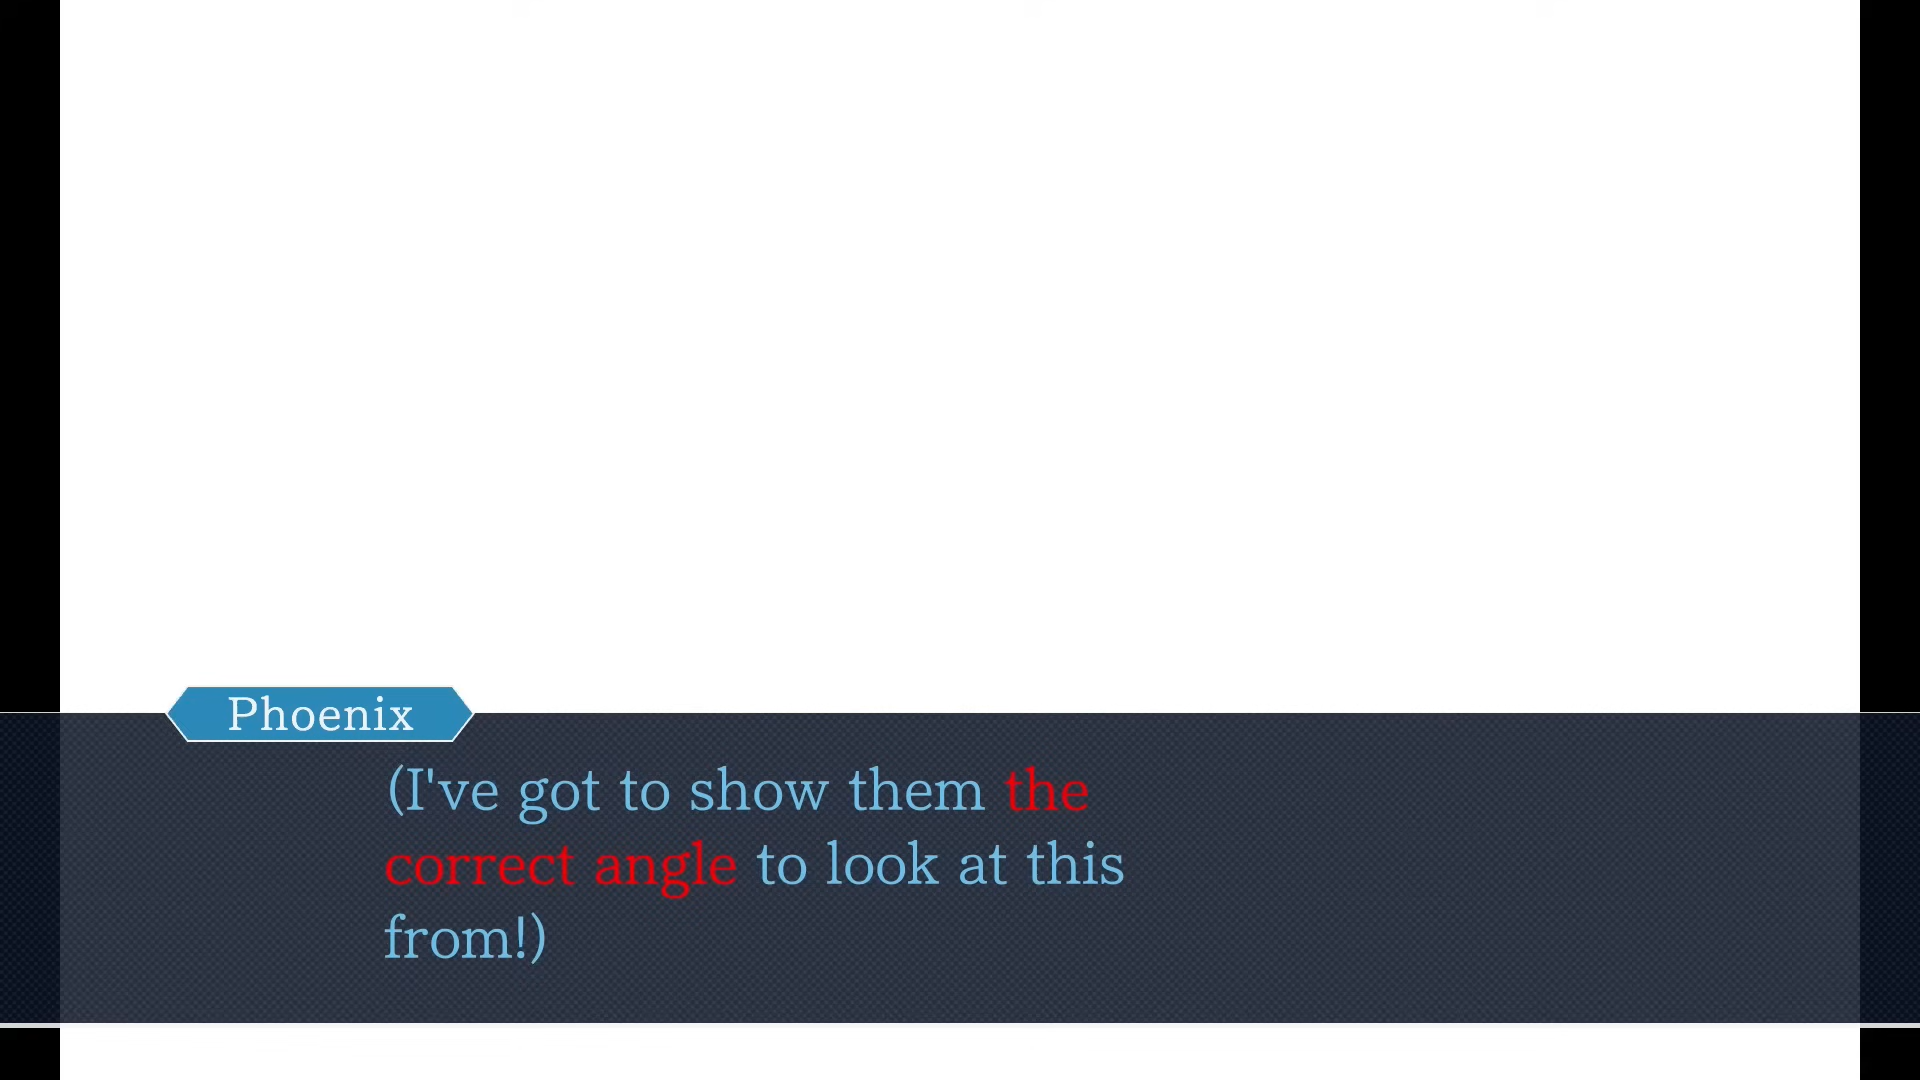 Phoenix
(I've got to show them the
correct angle to look at this
from!)